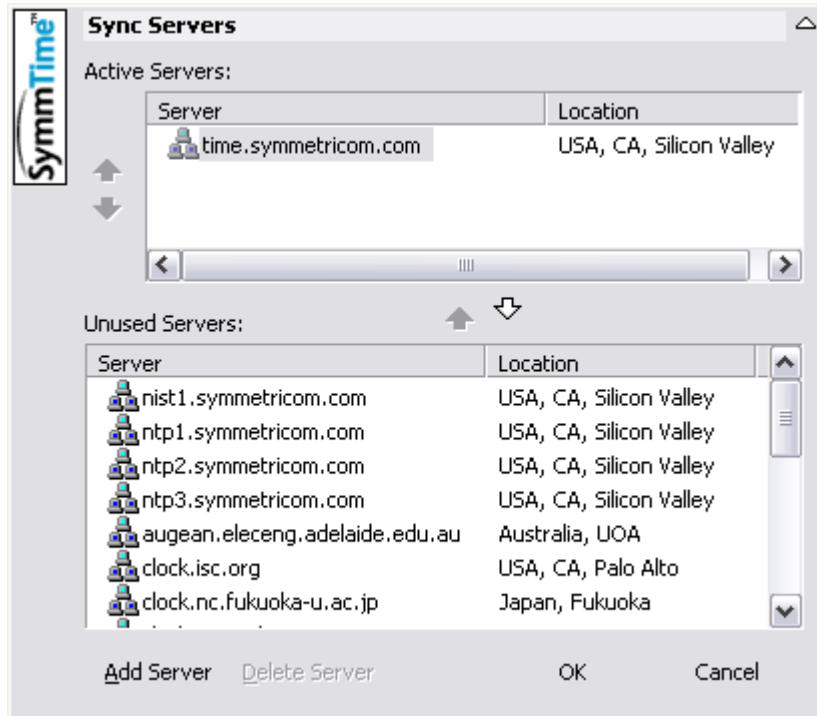 SymmTime™
Sync Servers
Active Servers:
Server Location
time.symmetricom.com USA, CA, Silicon Valley
Unused Servers:
Server Location
nist1.symmetricom.com USA, CA, Silicon Valley
ntp1.symmetricom.com USA, CA, Silicon Valley
ntp2.symmetricom.com USA, CA, Silicon Valley
ntp3.symmetricom.com USA, CA, Silicon Valley
augean.eleceng.adelaide.edu.au Australia, UOA
clock.isc.org USA, CA, Palo Alto
clock.nc.fukuoka-u.ac.jp Japan, Fukuoka
Add Server Delete Server OK Cancel